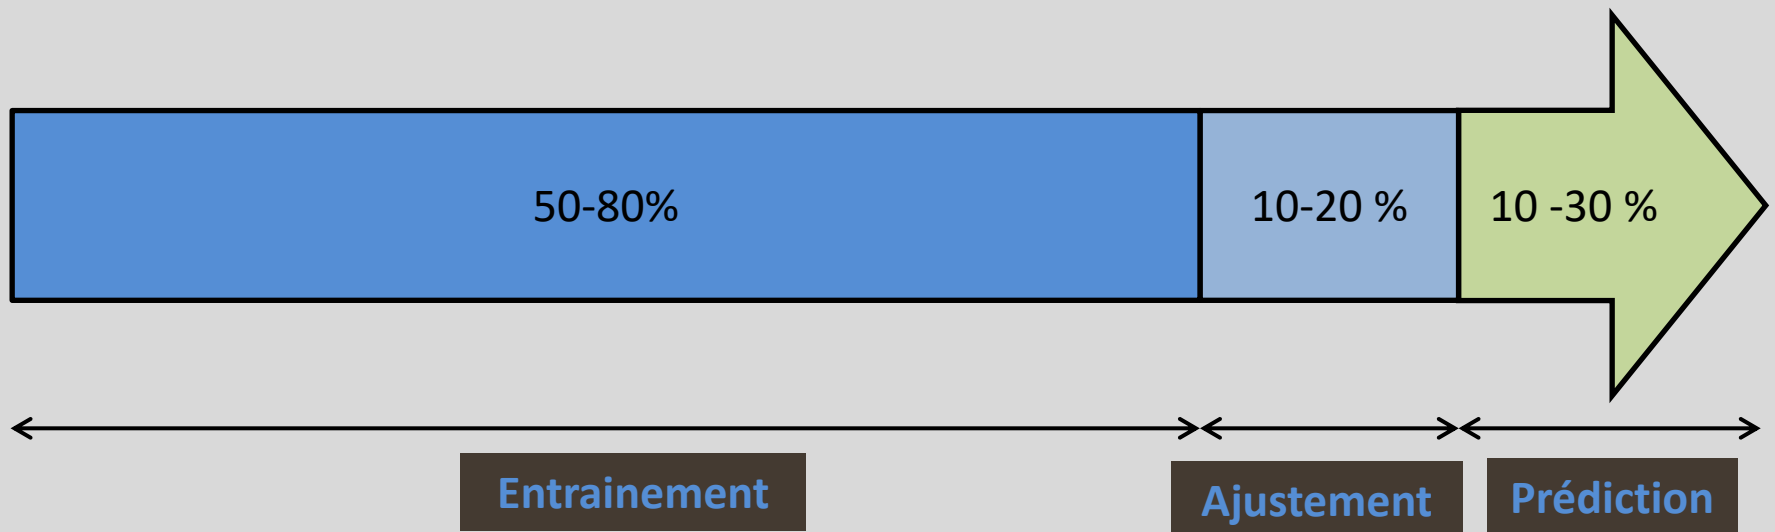 50-80%
10-20 %
10 -30 %
Entrainement
Ajustement
Prédiction